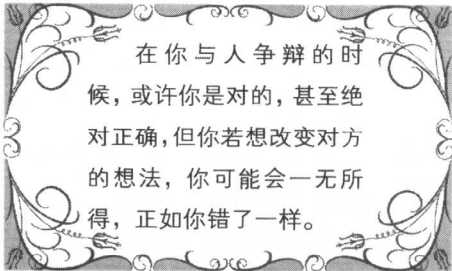 在你与人争辩的时
候，或许你是对的，甚至绝
对正确，但你若想改变对方
的想法，你可能会一无所
得，正如你错了一样。